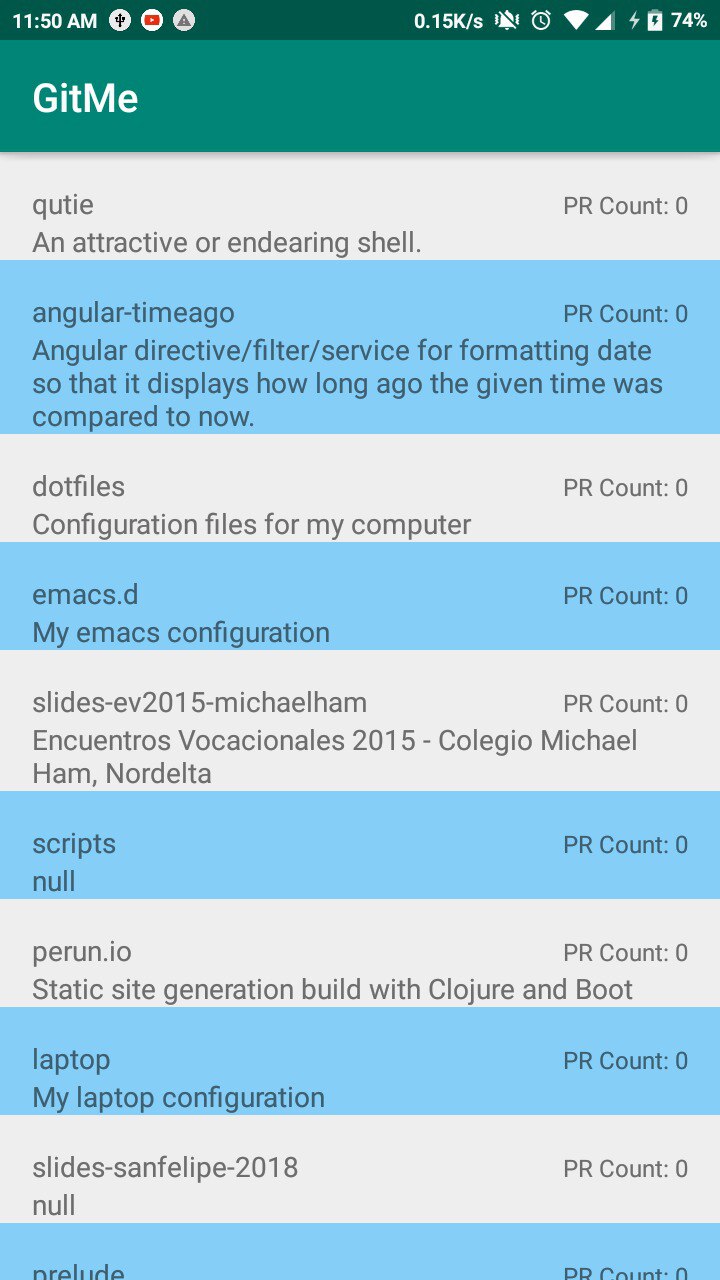 11:50 AM 0.15K/s 74%
GitMe
qutie PR Count: 0
An attractive or endearing shell.
angular-timeago PR Count: 0
Angular directive/filter/service for formatting date
so that it displays how long ago the given time was
compared to now.
dotfiles PR Count: 0
Configuration files for my computer
emacs.d PR Count: 0
My emacs configuration
slides-ev2015-michaelham PR Count: 0
Encuentros Vocacionales 2015 - Colegio Michael
Ham, Nordelta
scripts PR Count: 0
null
perun.io PR Count: 0
Static site generation build with Clojure and Boot
laptop PR Count: 0
My laptop configuration
slides-sanfelipe-2018 PR Count: 0
null
prelude PR Count: 0